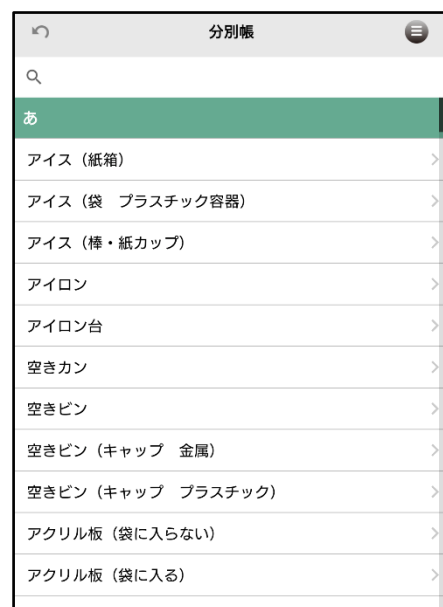 分別帳
あ
アイス（紙箱）
アイス（袋　プラスチック容器）
アイス（棒・紙カップ）
アイロン
アイロン台
空きカン
空きビン
空きビン（キャップ　金属）
空きビン（キャップ　プラスチック）
アクリル板（袋に入らない）
アクリル板（袋に入る）